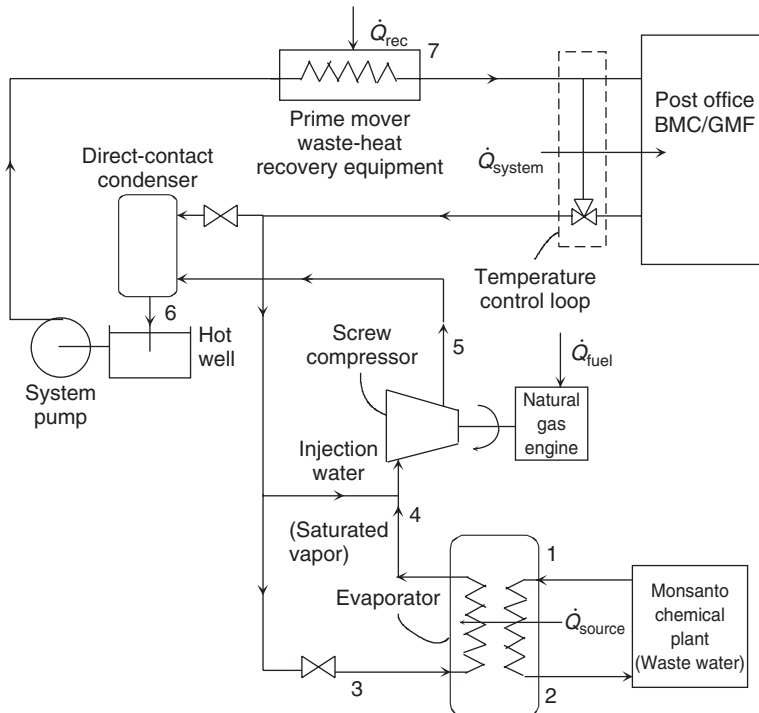 Q̇rec
7
Prime mover
waste-heat
recovery equipment
Post office
BMC/GMF
Direct-contact
condenser
Q̇system
Temperature
control loop
6
Hot
well
System
pump
Screw
compressor
5
Q̇fuel
Natural
gas
engine
Injection
water
4
(Saturated
vapor)
1
Evaporator
Q̇source
Monsanto
chemical
plant
(Waste water)
3
2